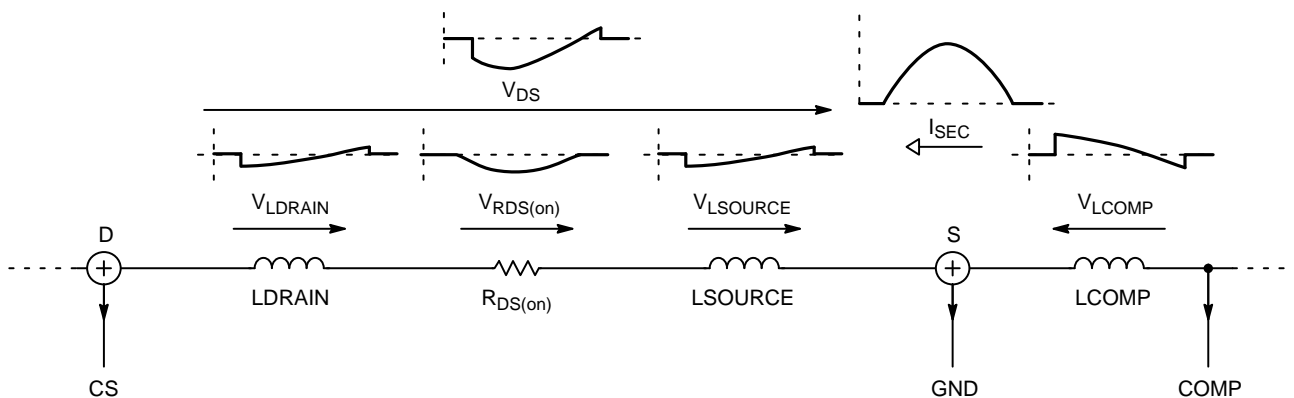 VDS
ISEC
VLDRAIN
VRDS(on)
VLSOURCE
VLCOMP
D
S
LDRAIN
RDS(on)
LSOURCE
LCOMP
CS
GND
COMP